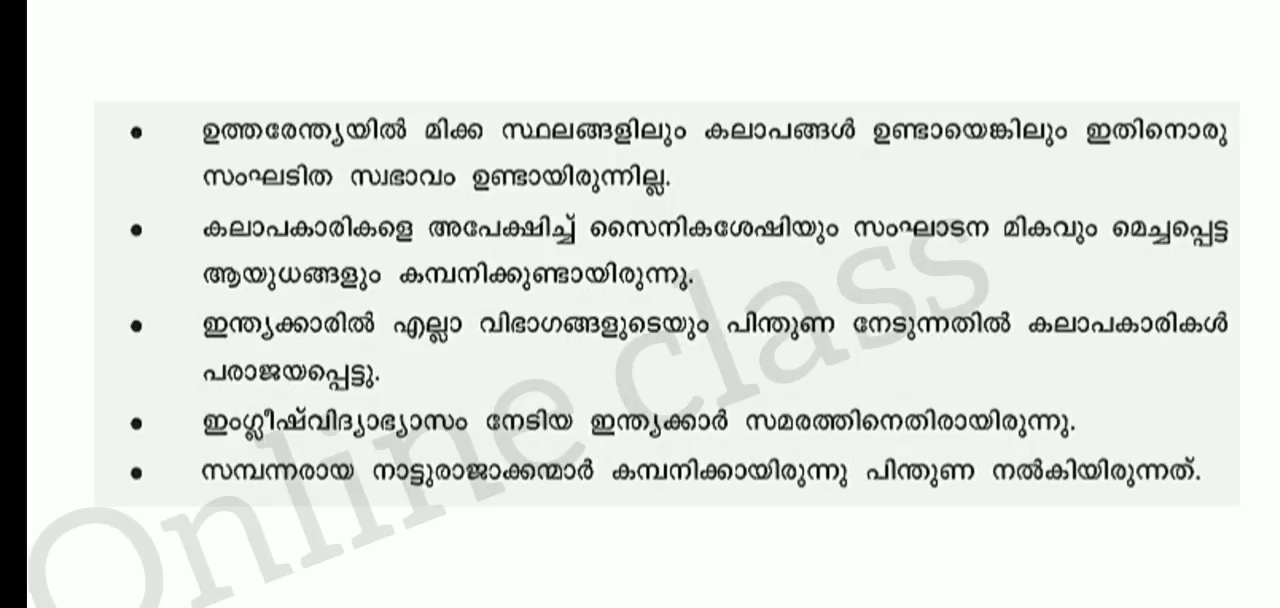 • ഉത്തരേന്ത്യയിൽ മിക്ക സ്ഥലങ്ങളിലും കലാപങ്ങൾ ഉണ്ടായെങ്കിലും ഇതിനൊരു
സംഘടിത സ്വഭാവം ഉണ്ടായിരുന്നില്ല.
• കലാപകാരികളെ അപേക്ഷിച്ച് സൈനികശേഷിയും സംഘാടന മികവും മെച്ചപ്പെട്ട
ആയുധങ്ങളും കമ്പനിക്കുണ്ടായിരുന്നു.
• ഇന്ത്യക്കാരിൽ എല്ലാ വിഭാഗങ്ങളുടെയും പിന്തുണ നേടുന്നതിൽ കലാപകാരികൾ
പരാജയപ്പെട്ടു.
• ഇംഗ്ലീഷ്‌വിദ്യാഭ്യാസം നേടിയ ഇന്ത്യക്കാർ സമരത്തിനെതിരായിരുന്നു.
• സമ്പന്നരായ നാട്ടുരാജാക്കന്മാർ കമ്പനിക്കായിരുന്നു പിന്തുണ നൽകിയിരുന്നത്.
Online class